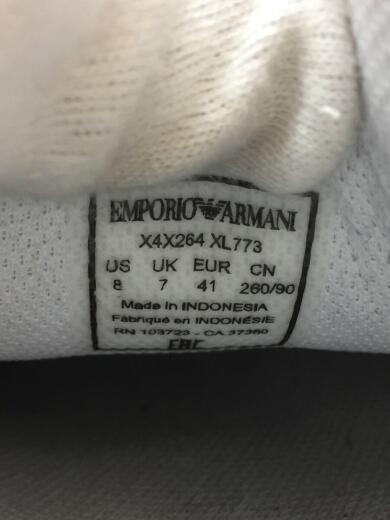 EMPORIO ARMANI
X4X264 XL773
US UK EUR CN
8 7 41 260/90
Made in INDONESIA
Fabriqué en INDONÉSIE
RN 103723 - CA 37360
EAC